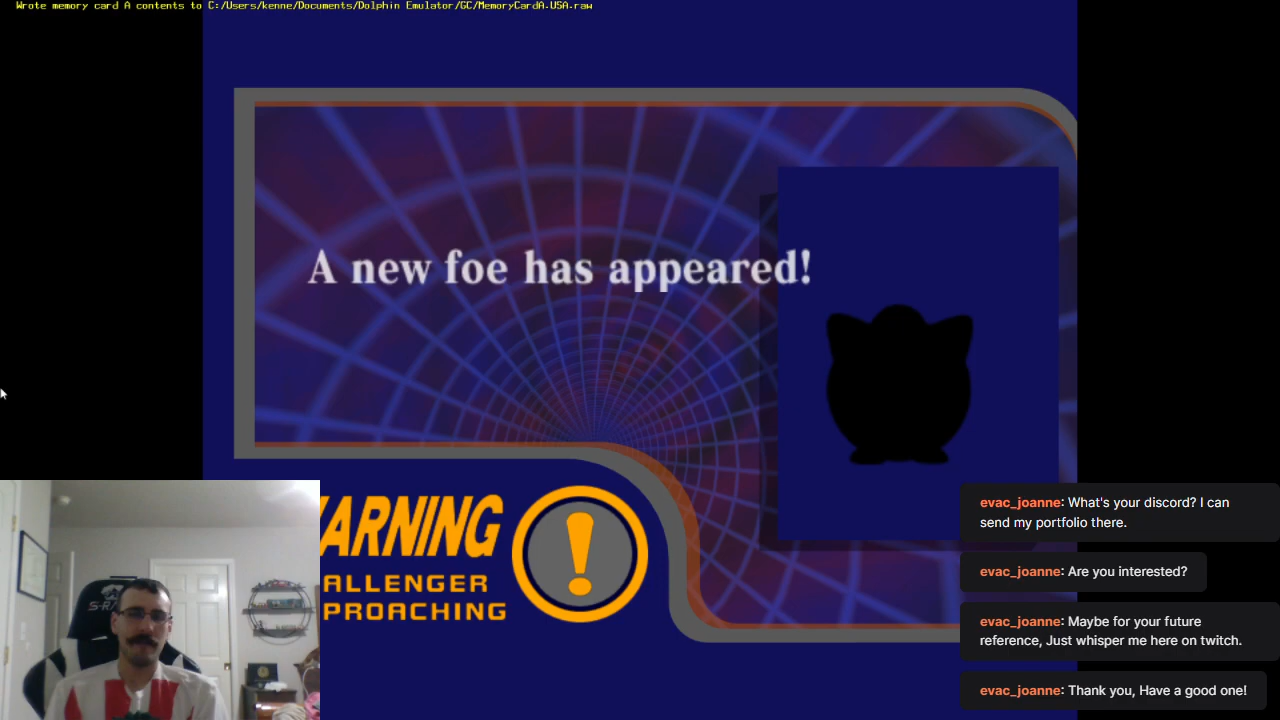 Wrote memory card A contents to C:/Users/kenne/Documents/Dolphin Emulator/GC/MemoryCardA.USA.raw
A new foe has appeared!
ARNING
ALLENGER
PROACHING
evac_joanne: What's your discord? I can
send my portfolio there.
evac_joanne: Are you interested?
evac_joanne: Maybe for your future
reference, Just whisper me here on twitch.
evac_joanne: Thank you, Have a good one!